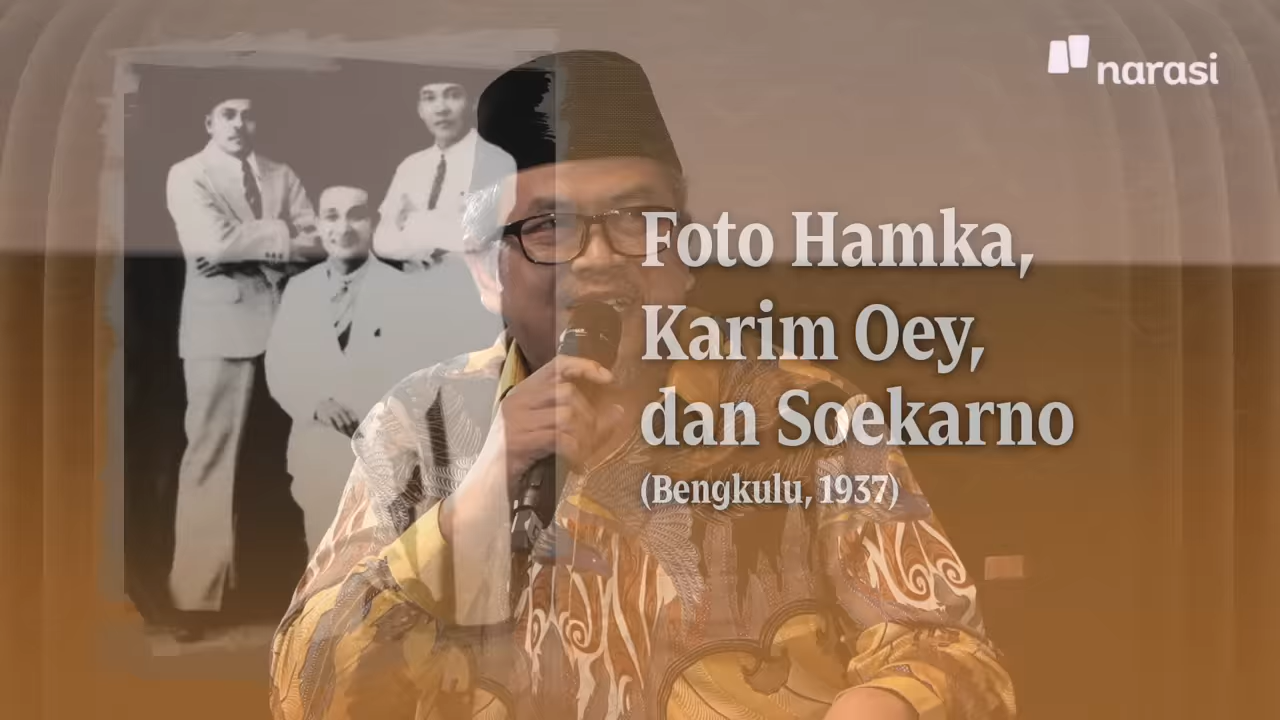 narasi
Foto Hamka,
Karim Oey,
dan Soekarno
(Bengkulu, 1937)